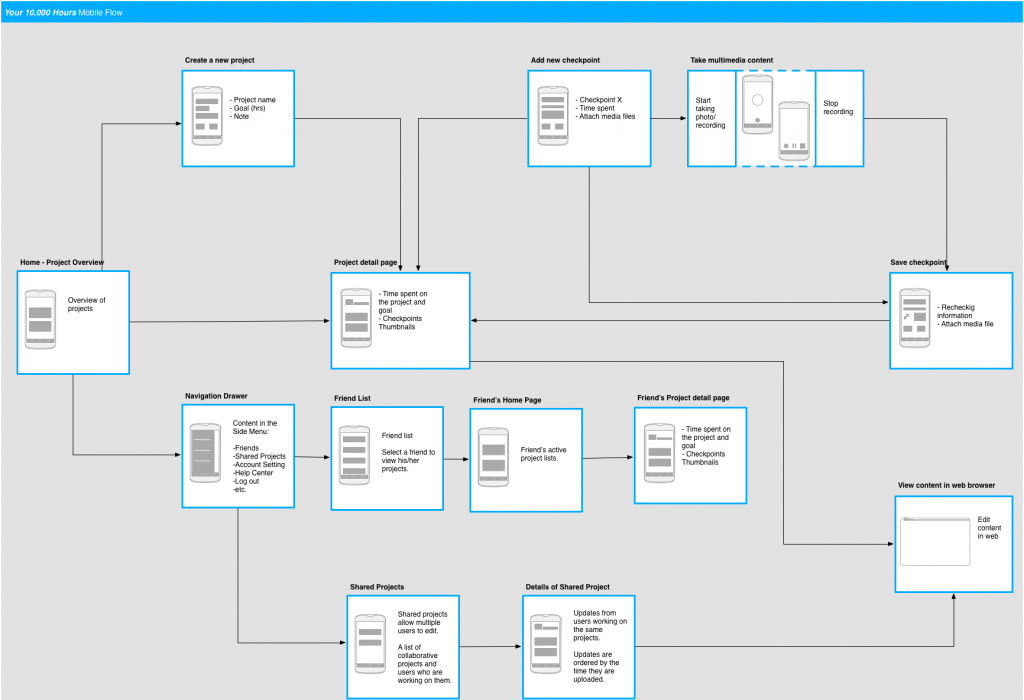 Your 10,000 Hours Mobile Flow
Create a new project
- Project name
- Goal (hrs)
- Note
Add new checkpoint
- Checkpoint X
- Time spent
- Attach media files
Take multimedia content
Start
taking
photo/
recording
Stop
recording
Home - Project Overview
Overview of
projects
Project detail page
- Time spent on
the project and
goal
- Checkpoints
Thumbnails
Save checkpoint
- Recheckig
information
- Attach media file
Navigation Drawer
Content in the
Side Menu:
-Friends
-Shared Projects
-Account Setting
-Help Center
-Log out
-etc.
Friend List
Friend list
Select a friend to
view his/her
projects.
Friend's Home Page
Friend's active
project lists.
Friend's Project detail page
- Time spent on
the project and
goal
- Checkpoints
Thumbnails
View content in web browser
Edit
content
in web
Shared Projects
Shared projects
allow multiple
users to edit.
A list of
collaborative
projects and
users who are
working on them.
Details of Shared Project
Updates from
users working on
the same
projects.
Updates are
ordered by the
time they are
uploaded.